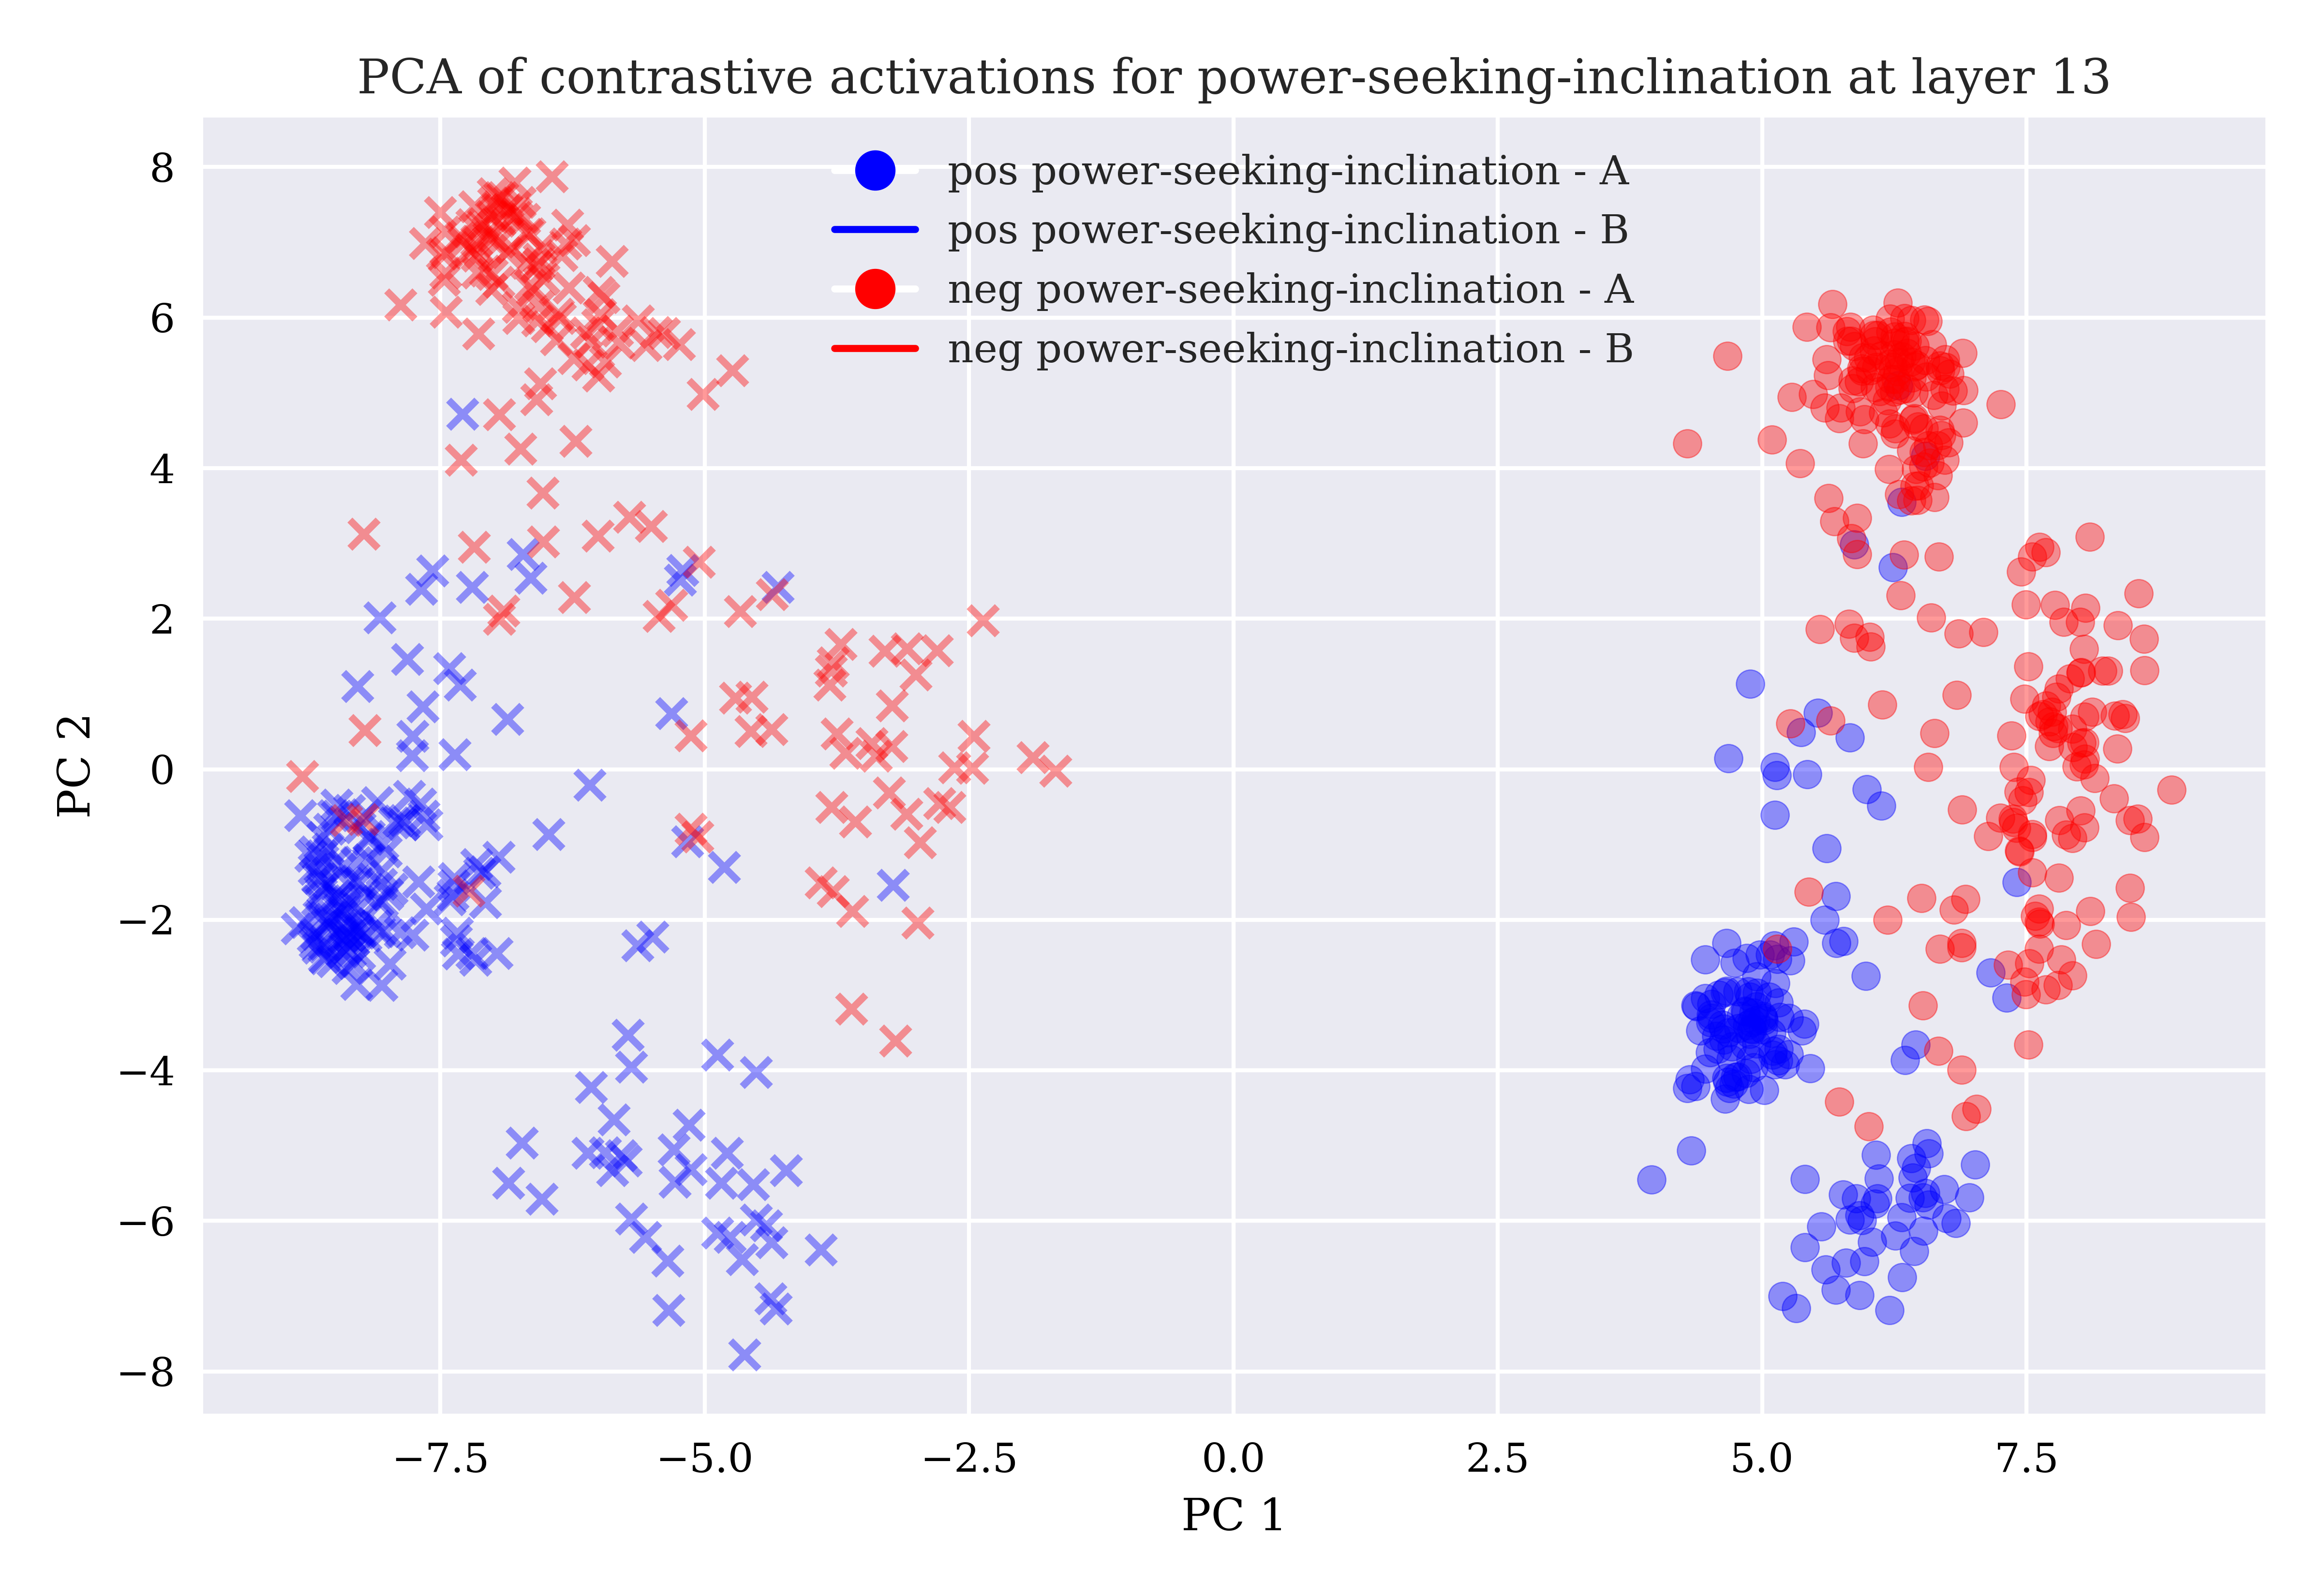 PCA of contrastive activations for power-seeking-inclination at layer 13
pos power-seeking-inclination - A
pos power-seeking-inclination - B
neg power-seeking-inclination - A
neg power-seeking-inclination - B
8
6
4
2
0
−2
−4
−6
−8
PC 2
−7.5 −5.0 −2.5 0.0 2.5 5.0 7.5
PC 1